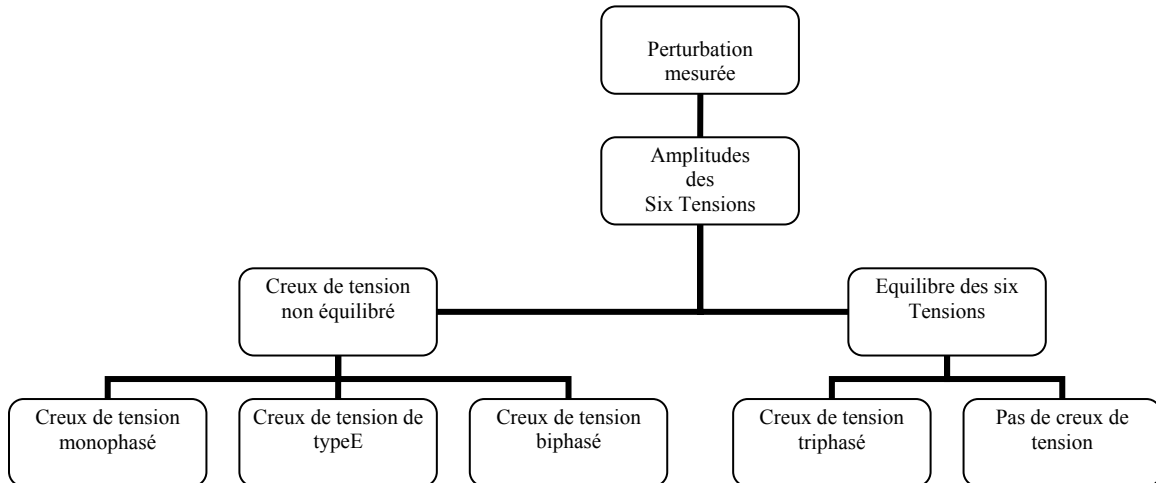 Perturbation
mesurée
Amplitudes
des
Six Tensions
Creux de tension
non équilibré
Equilibre des six
Tensions
Creux de tension
monophasé
Creux de tension de
typeE
Creux de tension
biphasé
Creux de tension
triphasé
Pas de creux de
tension